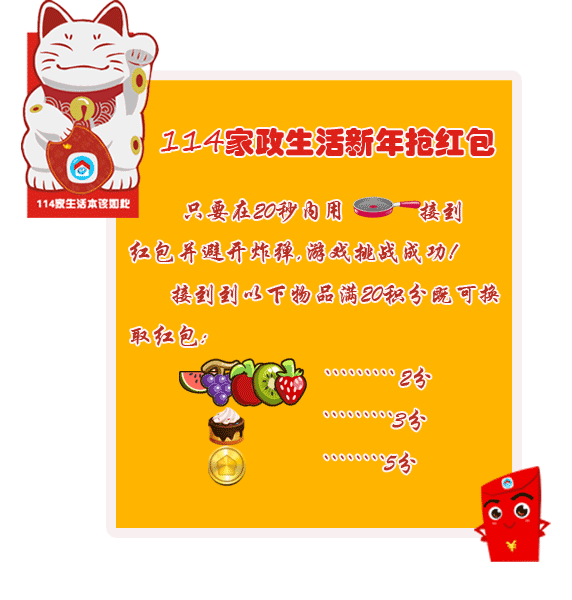 114家政生活新年抢红包
114家生活本该如此
只要在20秒内用 接到
红包并避开炸弹,游戏挑战成功!
接到到以下物品满20积分既可换
取红包:
、、、、、、、、、2分
、、、、、、、、、3分
、、、、、、、、5分
¥